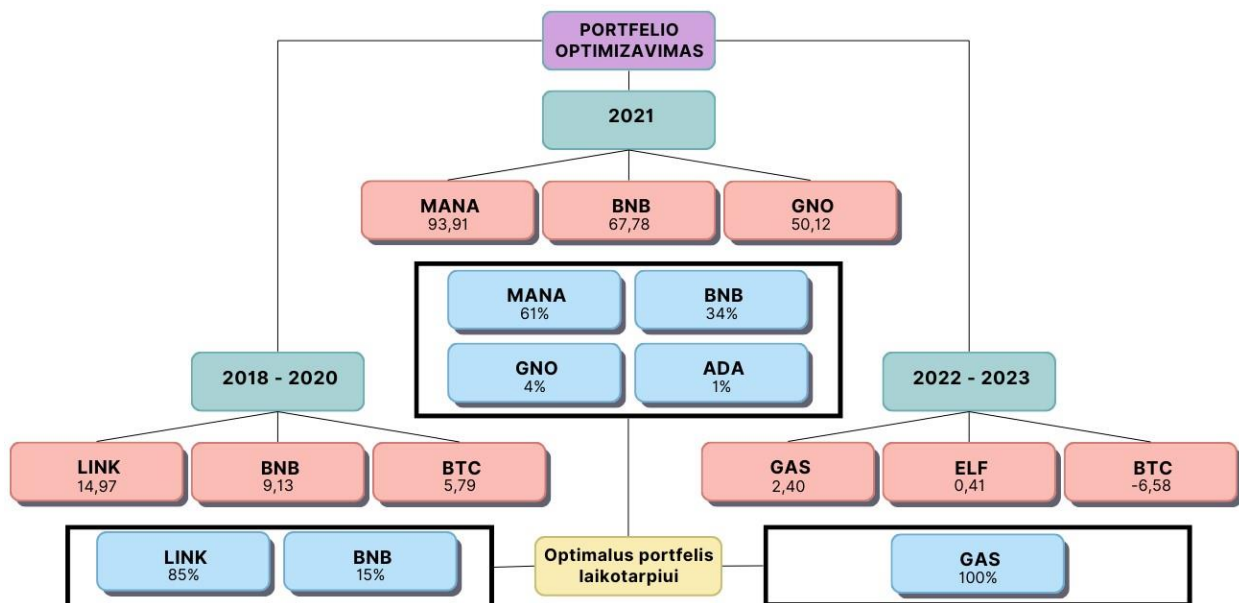 PORTFELIO
OPTIMIZAVIMAS
2021
MANA
93,91
BNB
67,78
GNO
50,12
MANA
61%
BNB
34%
GNO
4%
ADA
1%
2018 - 2020
2022 - 2023
LINK
14,97
BNB
9,13
BTC
5,79
GAS
2,40
ELF
0,41
BTC
-6,58
LINK
85%
BNB
15%
Optimalus portfelis
laikotarpiui
GAS
100%